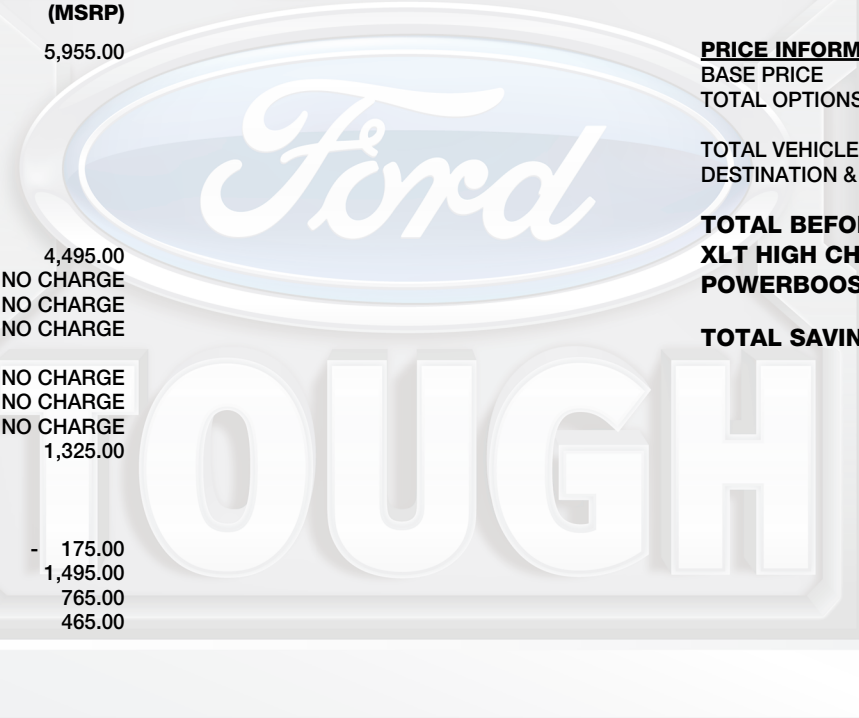 (MSRP)
5,955.00
4,495.00
NO CHARGE
NO CHARGE
NO CHARGE
NO CHARGE
NO CHARGE
NO CHARGE
1,325.00
- 175.00
1,495.00
765.00
465.00
PRICE INFORM
BASE PRICE
TOTAL OPTIONS
TOTAL VEHICLE
DESTINATION &
TOTAL BEFO
XLT HIGH CH
POWERBOOS
TOTAL SAVIN
Ford
TOUGH